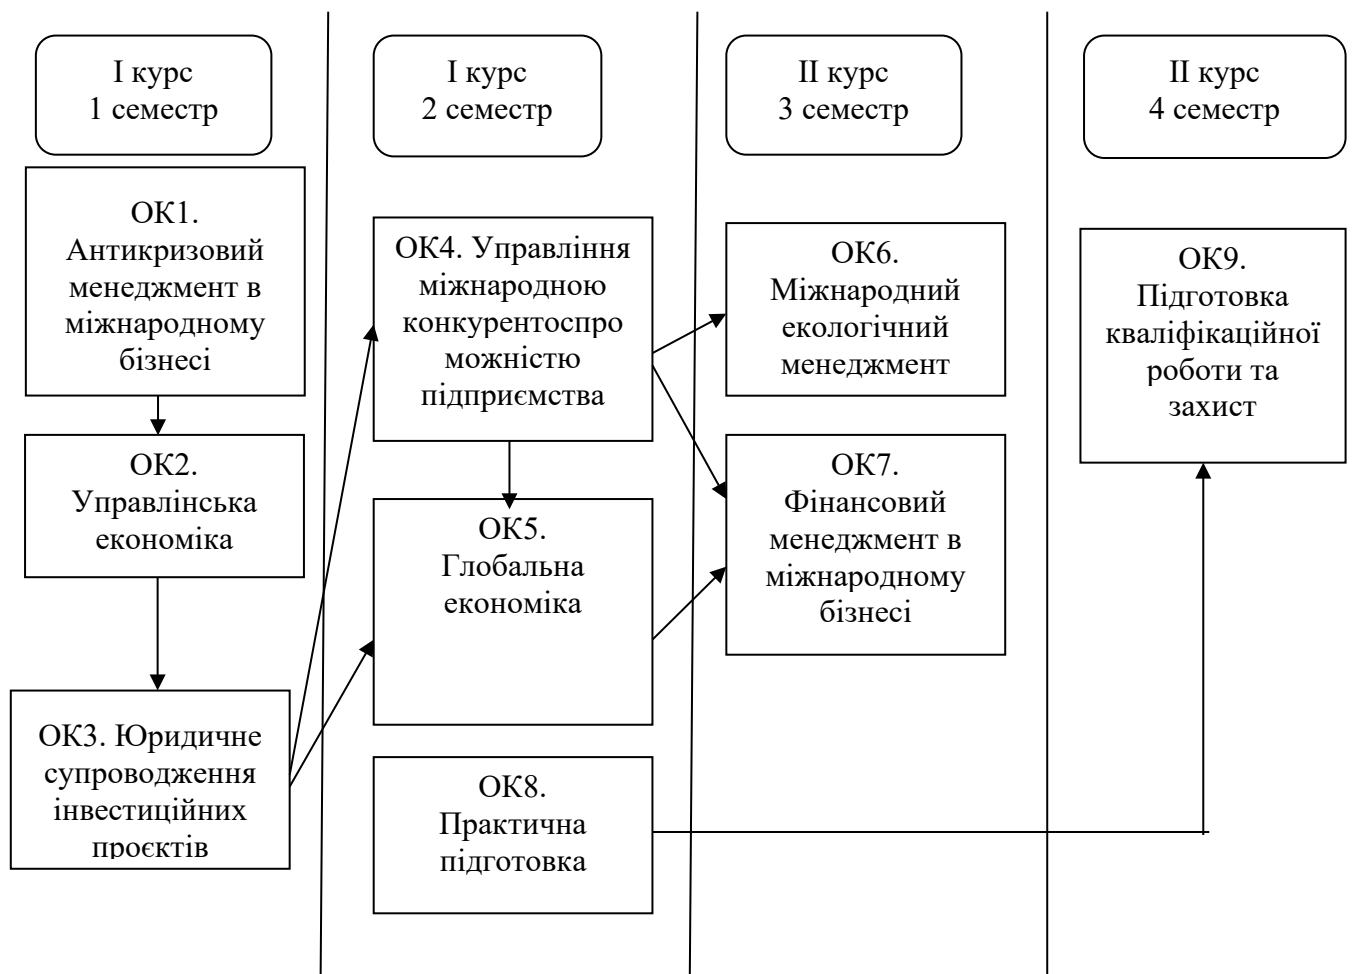 І курс
1 семестр
І курс
2 семестр
ІІ курс
3 семестр
ІІ курс
4 семестр
ОК1.
Антикризовий
менеджмент в
міжнародному
бізнесі
ОК2.
Управлінська
економіка
ОК3. Юридичне
супроводження
інвестиційних
проєктів
ОК4. Управління
міжнародною
конкурентоспро
можністю
підприємства
ОК5.
Глобальна
економіка
ОК8.
Практична
підготовка
ОК6.
Міжнародний
екологічний
менеджмент
ОК7.
Фінансовий
менеджмент в
міжнародному
бізнесі
ОК9.
Підготовка
кваліфікаційної
роботи та
захист